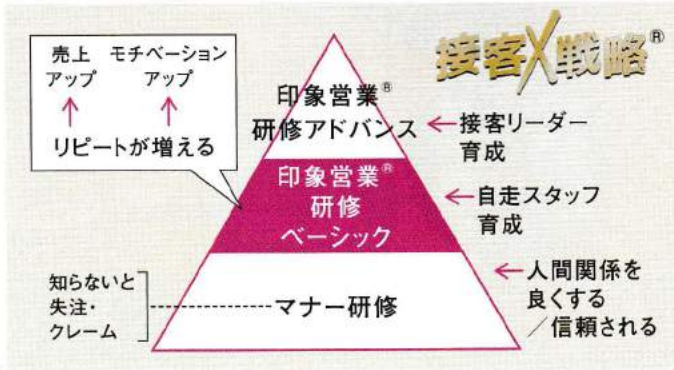 接客X戦略®
売上 モチベーション
アップ アップ
リピートが増える
印象営業®
研修アドバンス
←接客リーダー
育成
印象営業®
研修
ベーシック
←自走スタッフ
育成
知らないと
失注・
クレーム
マナー研修
←人間関係を
良くする
／信頼される